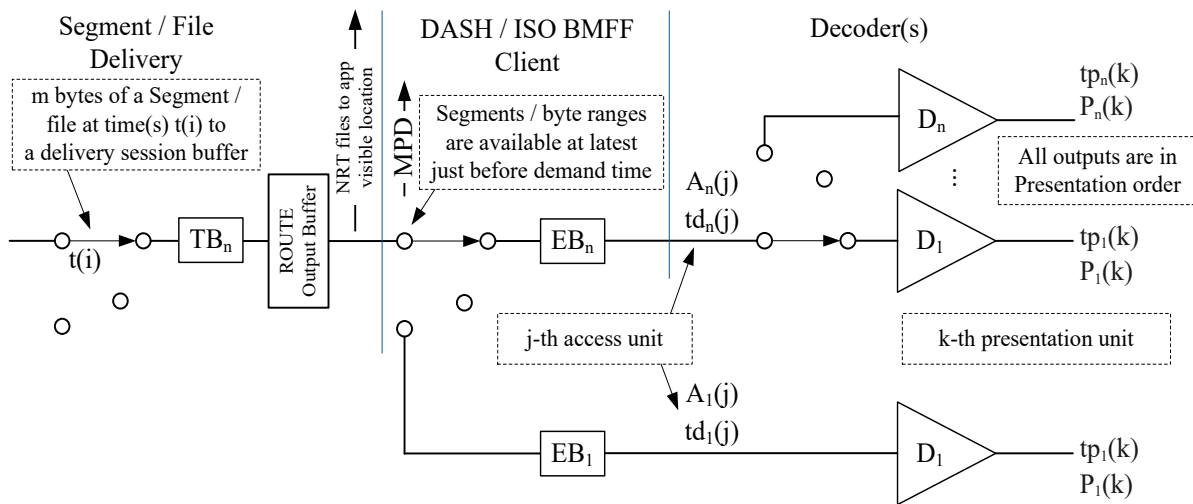 Segment / File
Delivery
DASH / ISO BMFF
Client
Decoder(s)
m bytes of a Segment /
file at time(s) t(i) to
a delivery session buffer
NRT files to app
visible location
MPD
Segments / byte ranges
are available at latest
just before demand time
tpₙ(k)
Pₙ(k)
Dₙ
All outputs are in
Presentation order
...
Aₙ(j)
tdₙ(j)
t(i)
TBₙ
ROUTE
Output Buffer
EBₙ
D₁
tp₁(k)
P₁(k)
j-th access unit
k-th presentation unit
A₁(j)
td₁(j)
EB₁
D₁
tp₁(k)
P₁(k)